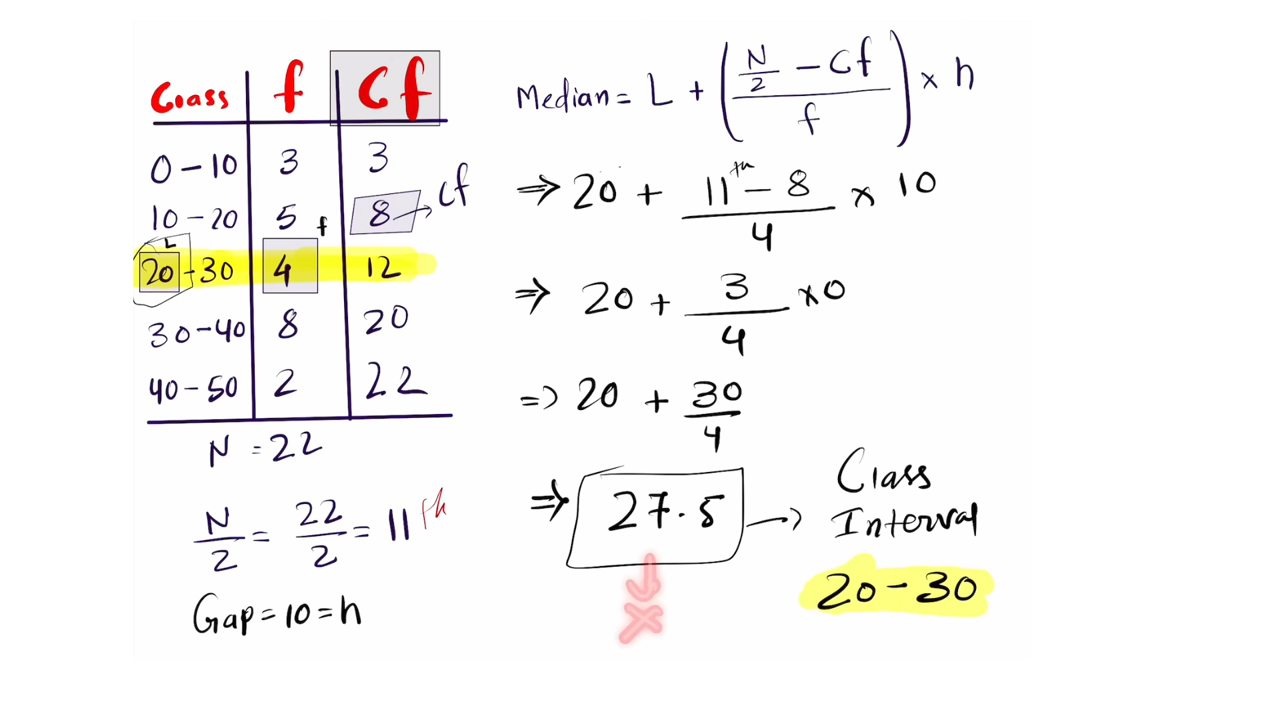 Class f Cf
0-10 3 3
10-20 5 8 → Cf
L f
20-30 4 12
30-40 8 20
40-50 2 22
N = 22
N/2 = 22/2 = 11th
Gap = 10 = h
Median = L + (N/2 - Cf / f) × h
⇒ 20 + 11th - 8 / 4 × 10
⇒ 20 + 3/4 ×0
⇒ 20 + 30/4
⇒ 27.5 →
Class
Interval
20-30